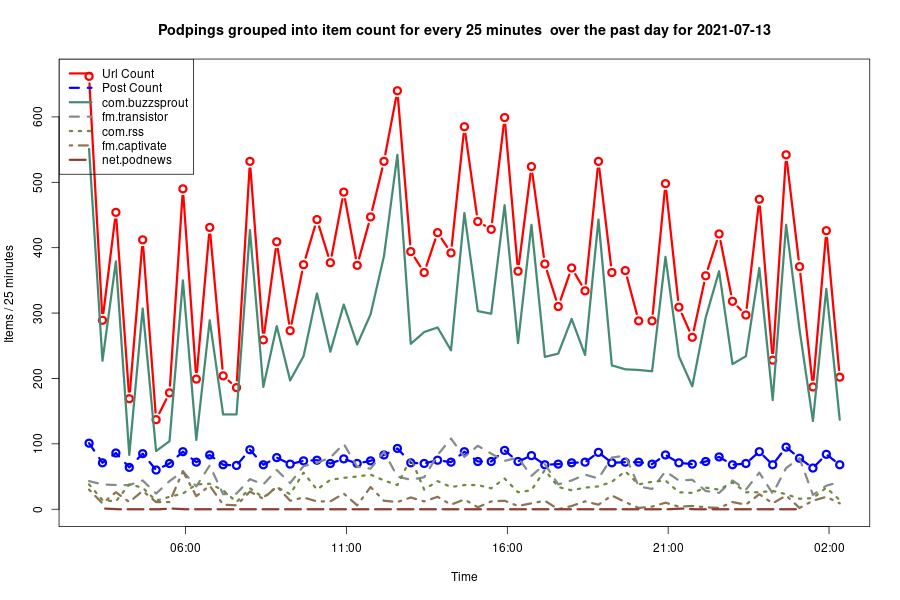 Podpings grouped into item count for every 25 minutes  over the past day for 2021-07-13
Url Count
Post Count
com.buzzsprout
fm.transistor
com.rss
fm.captivate
net.podnews
Items / 25 minutes
600
500
400
300
200
100
0
06:00 11:00 16:00 21:00 02:00
Time